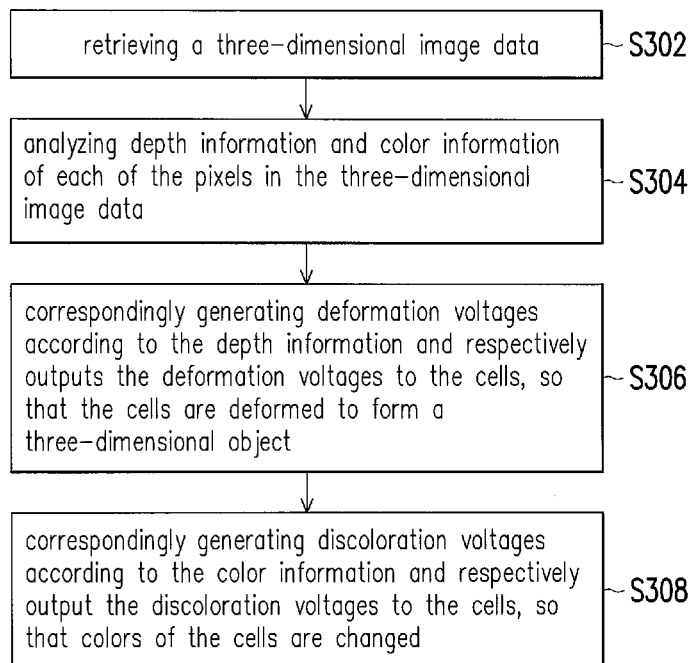 retrieving a three-dimensional image data
S302
analyzing depth information and color information
of each of the pixels in the three-dimensional
image data
S304
correspondingly generating deformation voltages
according to the depth information and respectively
outputs the deformation voltages to the cells, so
that the cells are deformed to form a
three-dimensional object
S306
correspondingly generating discoloration voltages
according to the color information and respectively
output the discoloration voltages to the cells, so
that colors of the cells are changed
S308